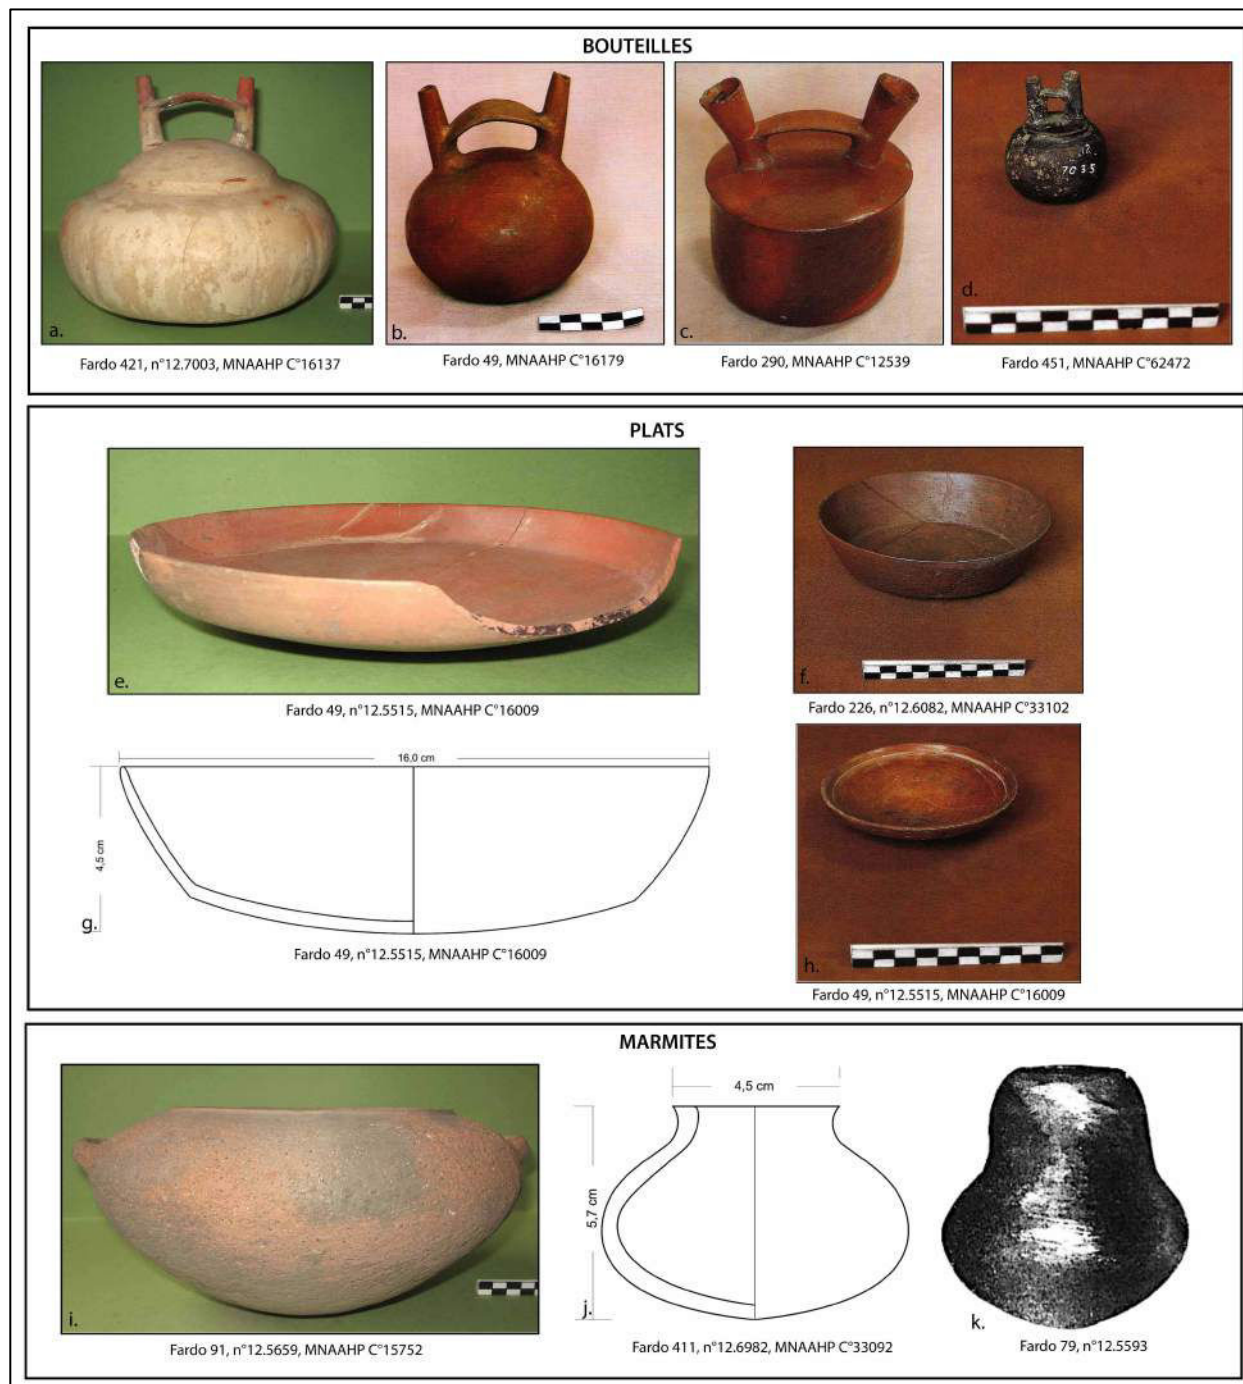 BOUTEILLES
a.
b.
c.
7035
d.
Fardo 421, n°12.7003, MNAAHP C°16137
Fardo 49, MNAAHP C°16179
Fardo 290, MNAAHP C°12539
Fardo 451, MNAAHP C°62472
PLATS
e.
Fardo 49, n°12.5515, MNAAHP C°16009
f.
Fardo 226, n°12.6082, MNAAHP C°33102
16,0 cm
4,5 cm
g.
Fardo 49, n°12.5515, MNAAHP C°16009
h.
Fardo 49, n°12.5515, MNAAHP C°16009
MARMITES
i.
Fardo 91, n°12.5659, MNAAHP C°15752
4,5 cm
5,7 cm
j.
Fardo 411, n°12.6982, MNAAHP C°33092
k.
Fardo 79, n°12.5593